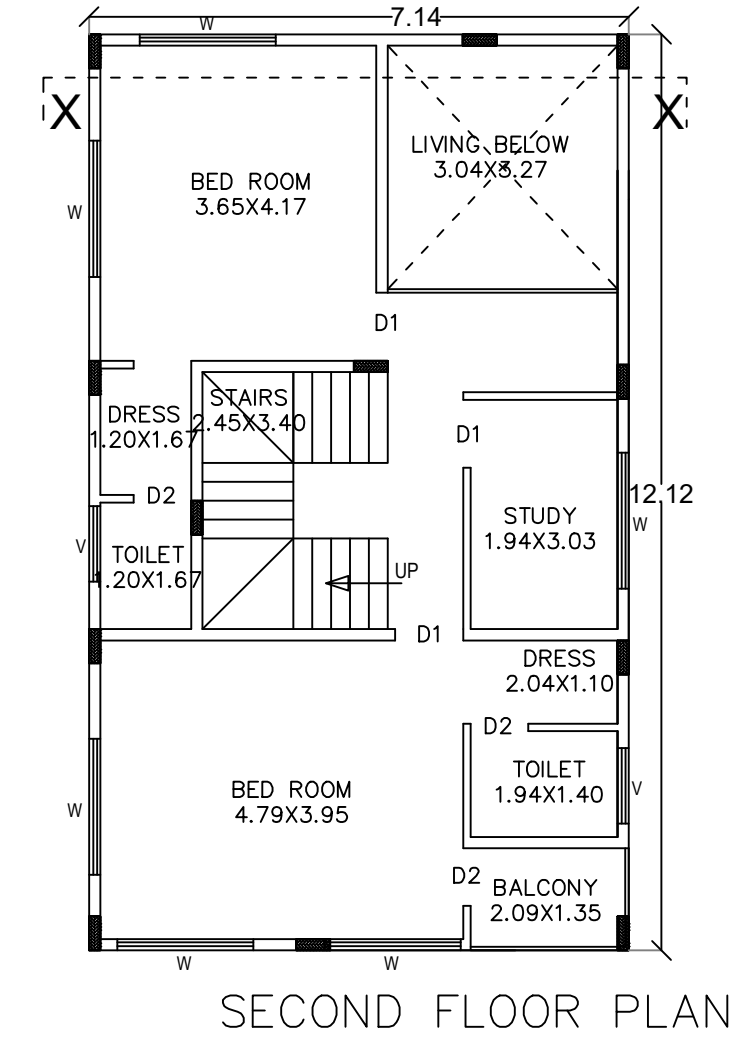 7.14
W
X
X
LIVING BELOW
3.04X3.27
BED ROOM
3.65X4.17
W
D1
STAIRS
2.45X3.40
DRESS
1.20X1.67
D1
D2
12.12
W
STUDY
1.94X3.03
V
TOILET
1.20X1.67
UP
D1
DRESS
2.04X1.10
D2
TOILET
1.94X1.40
V
BED ROOM
4.79X3.95
W
D2
BALCONY
2.09X1.35
W
W
SECOND FLOOR PLAN